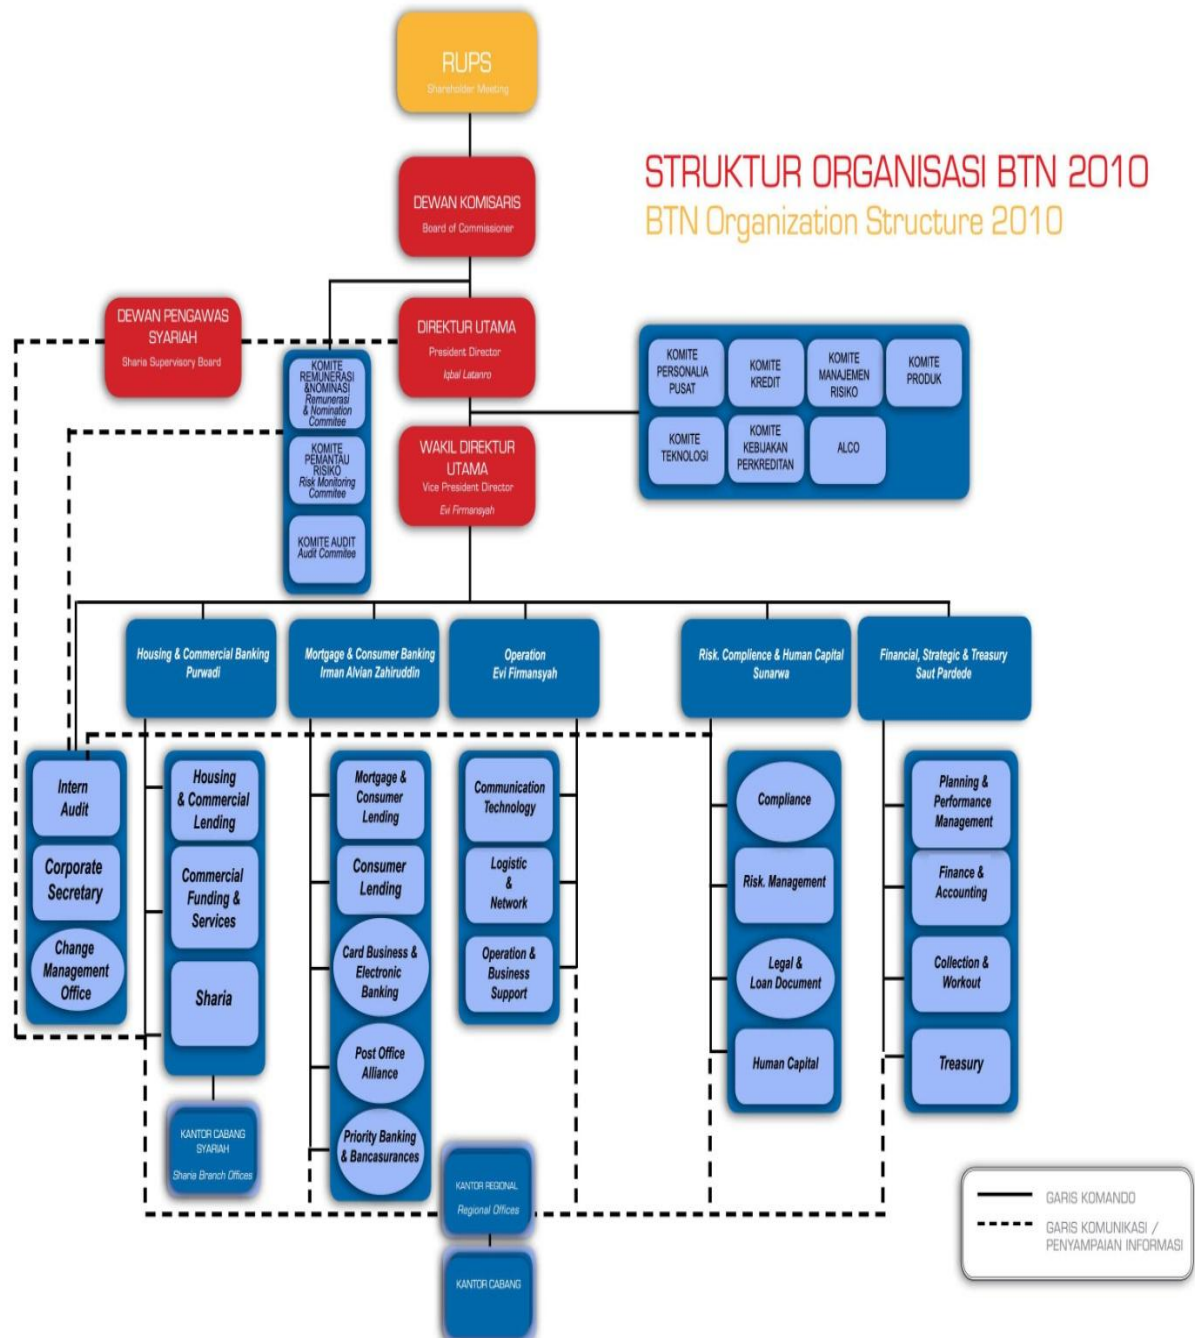 RUPS
Shareholder Meeting
STRUKTUR ORGANISASI BTN 2010
BTN Organization Structure 2010
DEWAN KOMISARIS
Board of Commissioner
DEWAN PENGAWAS
SYARIAH
Sharia Supervisory Board
DIREKTUR UTAMA
President Director
Iqbal Latanro
KOMITE
REMUNERASI
&NOMINASI
Remunerasi
& Nomination
Commitee
KOMITE
PEMANTAU
RISIKO
Risk Monitoring
Commitee
KOMITE AUDIT
Audit Commitee
WAKIL DIREKTUR
UTAMA
Vice President Director
Evi Firmansyah
KOMITE
PERSONALIA
PUSAT
KOMITE
KREDIT
KOMITE
MANAJEMEN
RISIKO
KOMITE
PRODUK
KOMITE
TEKNOLOGI
KOMITE
KEBIJAKAN
PERKREDITAN
ALCO
Housing & Commercial Banking
Purwadi
Mortgage & Consumer Banking
Irman Alvian Zahiruddin
Operation
Evi Firmansyah
Risk. Complience & Human Capital
Sunarwa
Financial, Strategic & Treasury
Saut Pardede
Intern
Audit
Corporate
Secretary
Change
Management
Office
Housing
& Commercial
Lending
Commercial
Funding &
Services
Sharia
Mortgage &
Consumer
Lending
Consumer
Lending
Card Business &
Electronic
Banking
Post Office
Alliance
Priority Banking
& Bancasurances
Communication
Technology
Logistic
&
Network
Operation &
Business
Support
Compliance
Risk. Management
Legal &
Loan Document
Human Capital
Planning &
Performance
Management
Finance &
Accounting
Collection &
Workout
Treasury
KANTOR CABANG
SYARIAH
Sharia Branch Offices
KANTOR REGIONAL
Regional Offices
KANTOR CABANG
GARIS KOMANDO
GARIS KOMUNIKASI /
PENYAMPAIAN INFORMASI